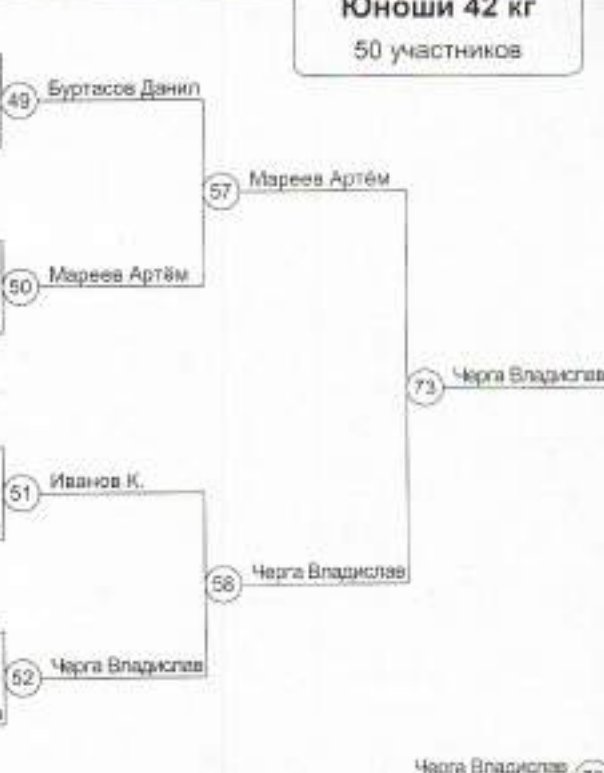 Юноши 42 кг
50 участников
49 Буртасов Данил
57 Мареев Артём
50 Мареев Артём
73 Черга Владислав
51 Иванов К.
58 Черга Владислав
52 Черга Владислав
Черга Владислав